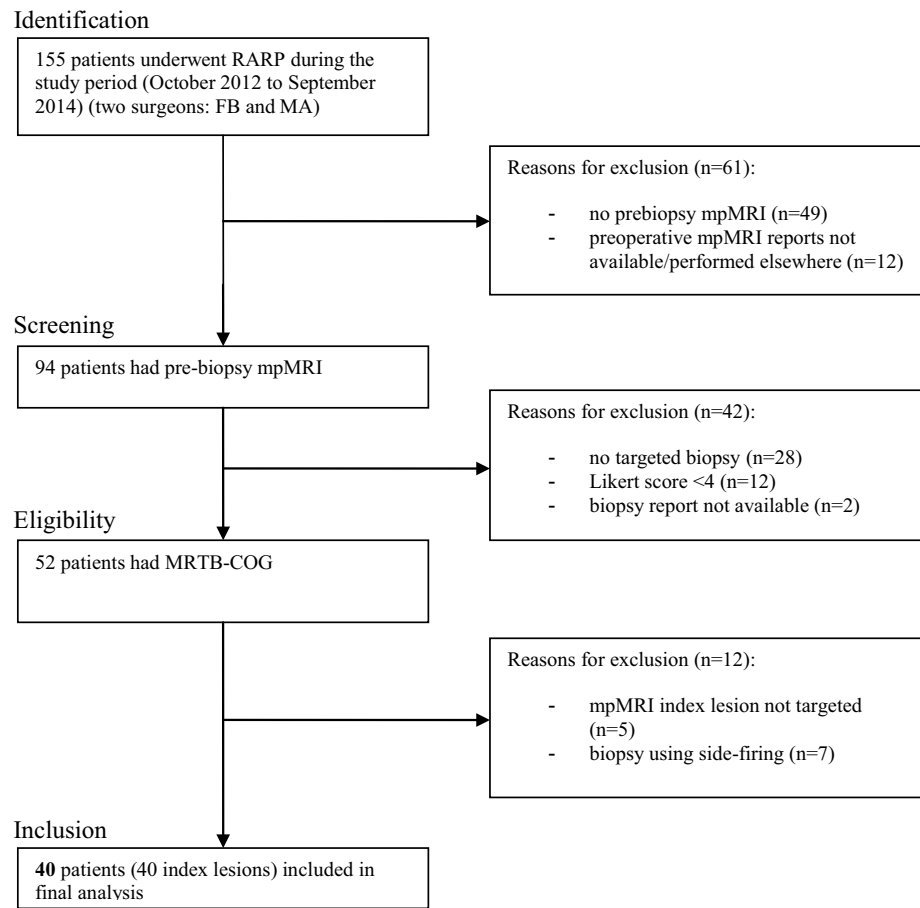 Identification
155 patients underwent RARP during the
study period (October 2012 to September
2014) (two surgeons: FB and MA)
Reasons for exclusion (n=61):
- no prebiopsy mpMRI (n=49)
- preoperative mpMRI reports not
available/performed elsewhere (n=12)
Screening
94 patients had pre-biopsy mpMRI
Reasons for exclusion (n=42):
- no targeted biopsy (n=28)
- Likert score <4 (n=12)
- biopsy report not available (n=2)
Eligibility
52 patients had MRTB-COG
Reasons for exclusion (n=12):
- mpMRI index lesion not targeted
(n=5)
- biopsy using side-firing (n=7)
Inclusion
40 patients (40 index lesions) included in
final analysis